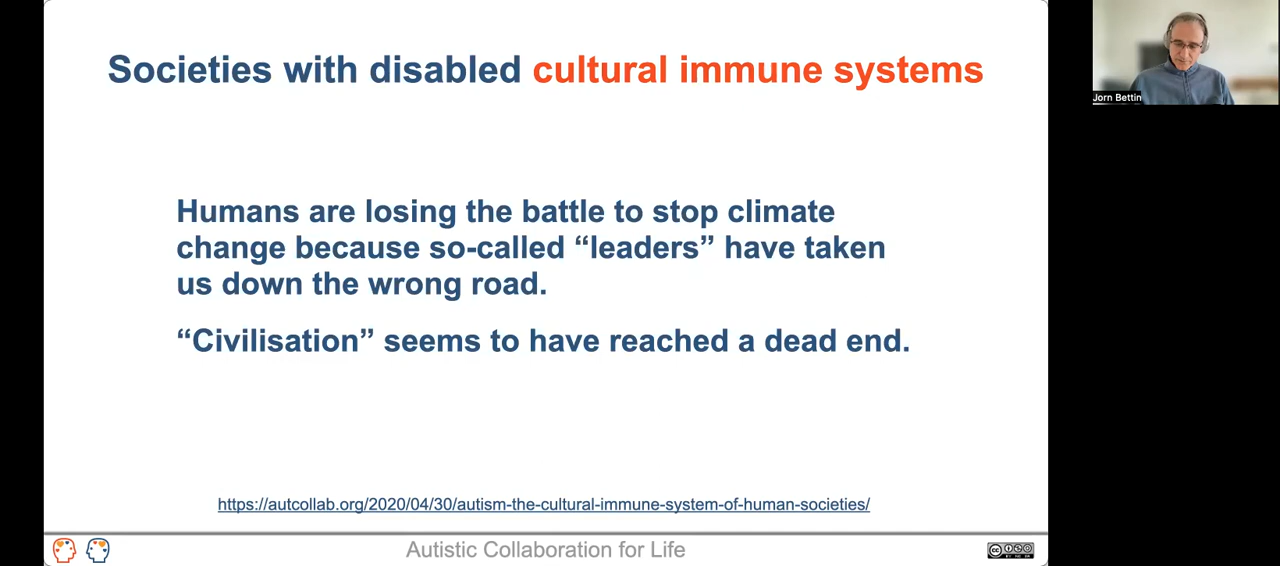 Societies with disabled cultural immune systems
Jorn Bettin
Humans are losing the battle to stop climate
change because so-called “leaders” have taken
us down the wrong road.
“Civilisation” seems to have reached a dead end.
https://autcollab.org/2020/04/30/autism-the-cultural-immune-system-of-human-societies/
Autistic Collaboration for Life